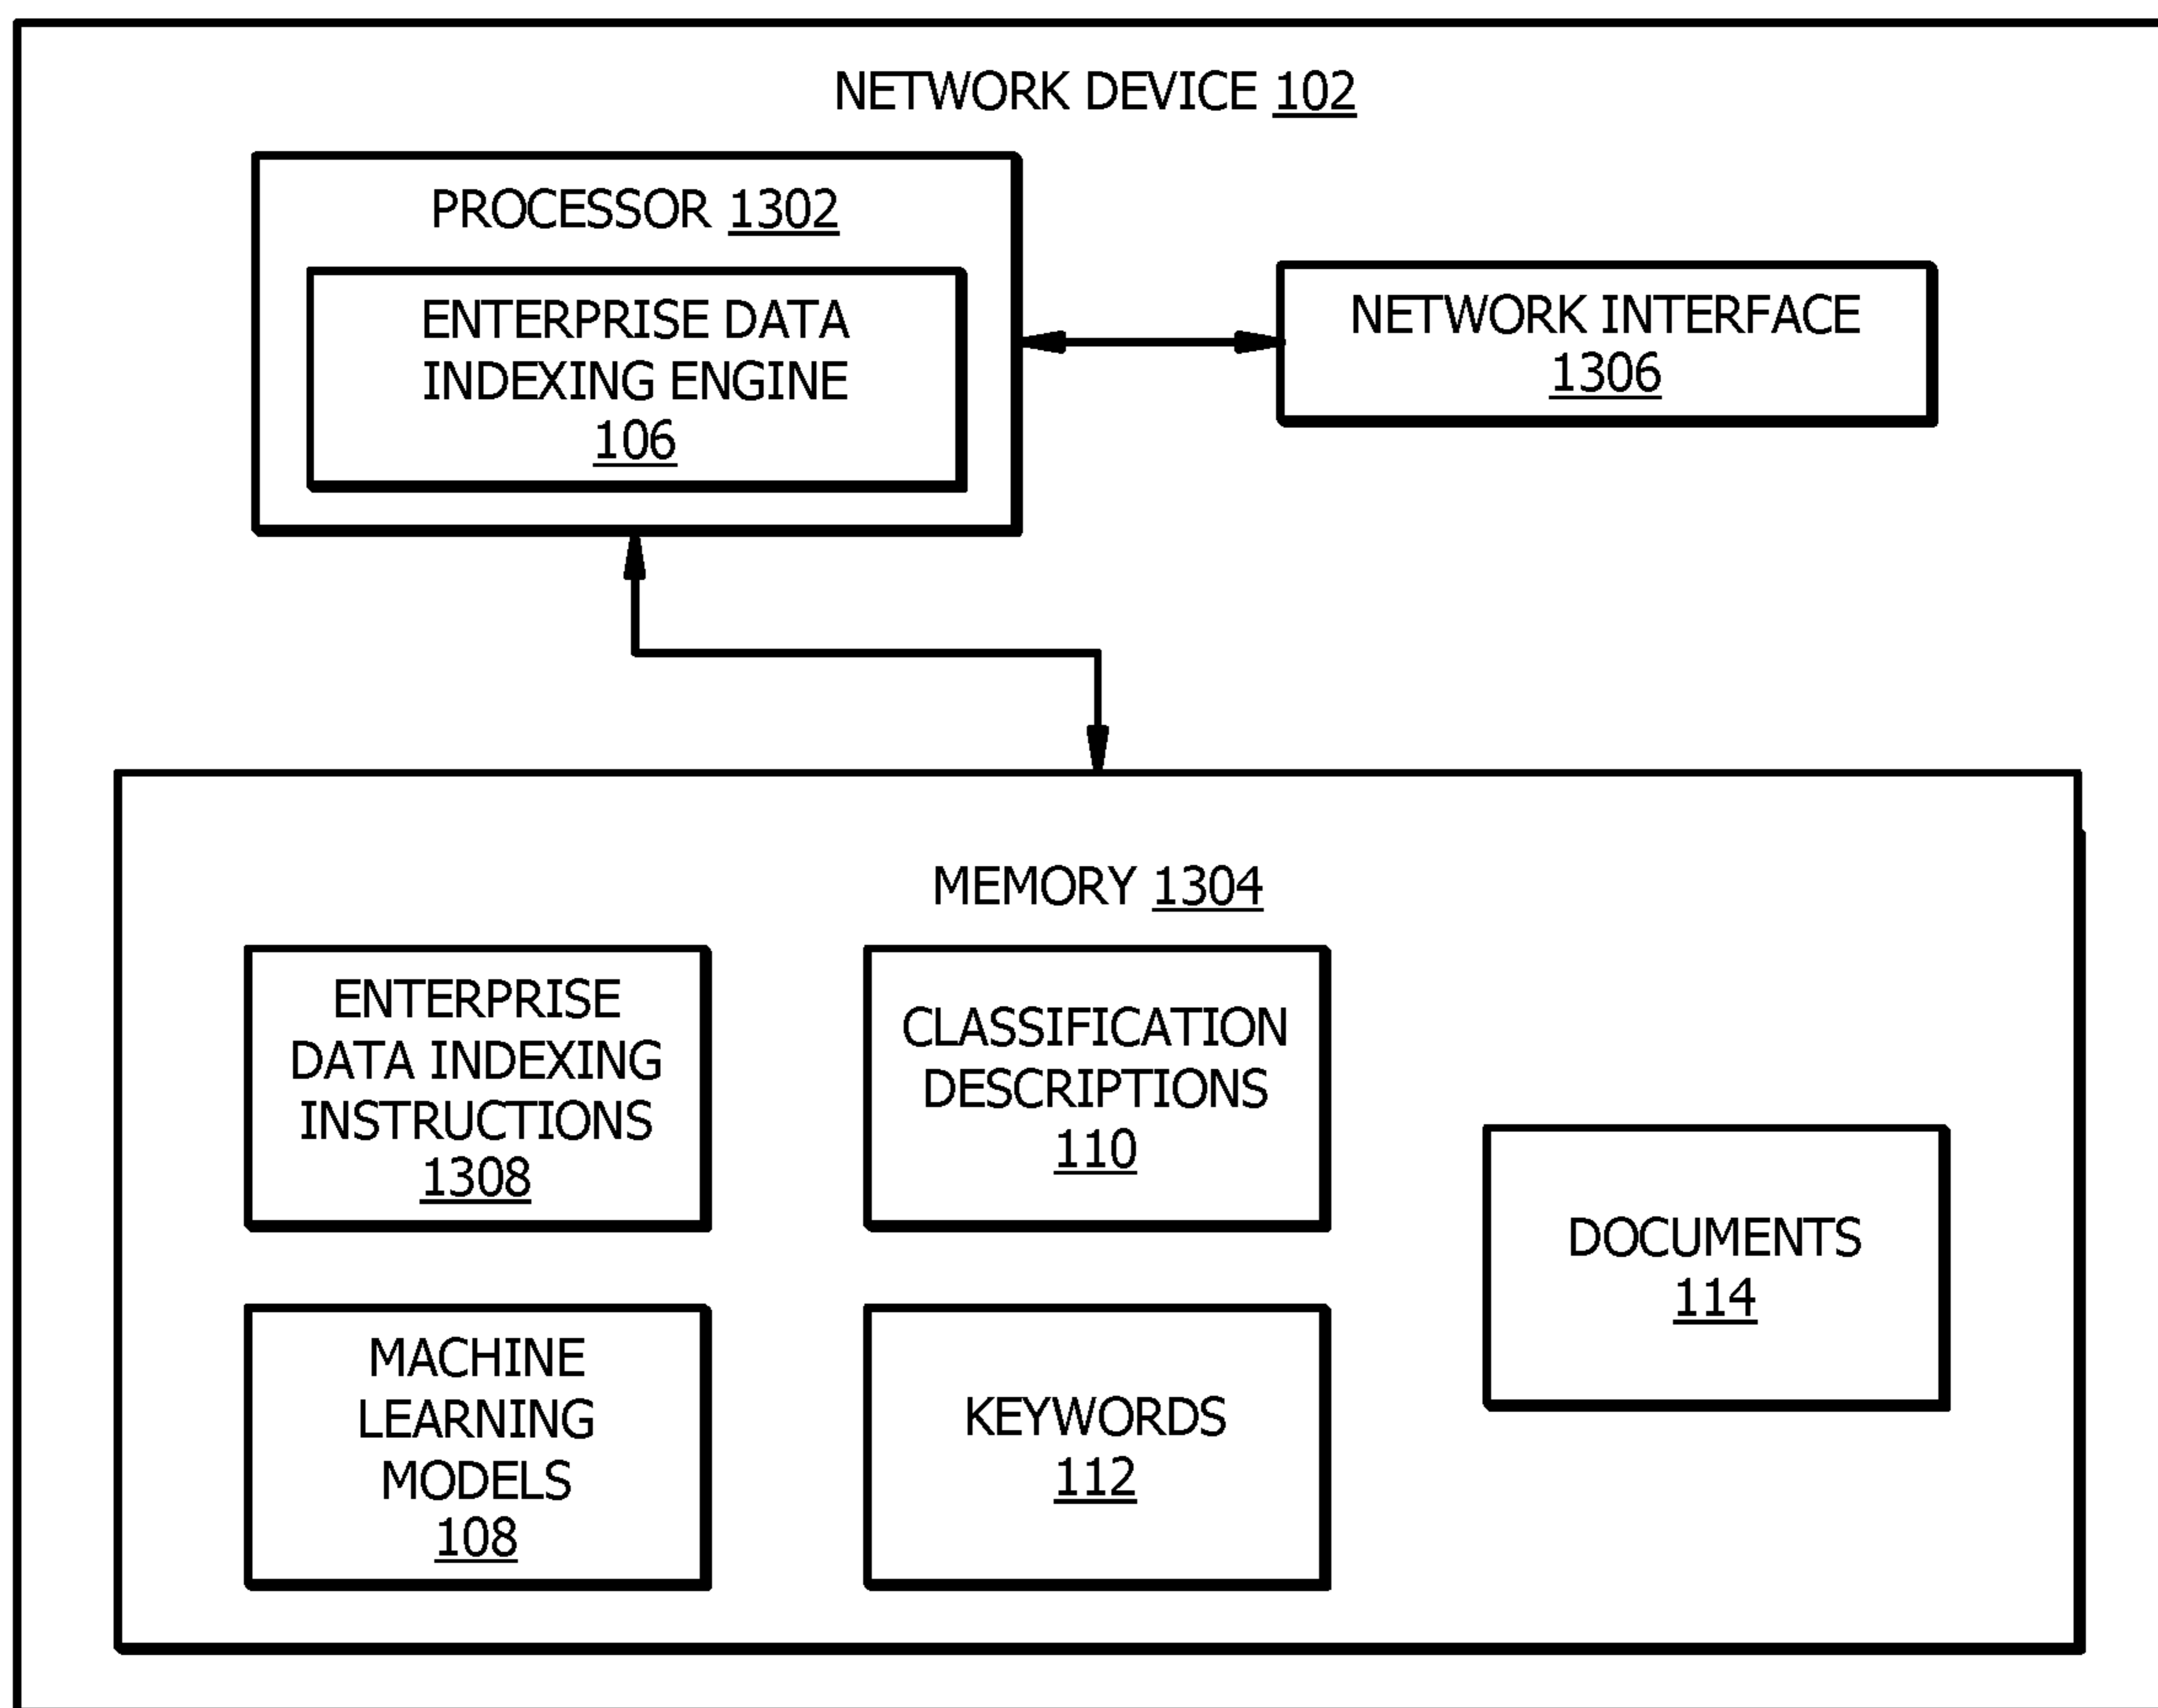 NETWORK DEVICE 102
PROCESSOR 1302
ENTERPRISE DATA
INDEXING ENGINE
106
NETWORK INTERFACE
1306
MEMORY 1304
ENTERPRISE
DATA INDEXING
INSTRUCTIONS
1308
CLASSIFICATION
DESCRIPTIONS
110
DOCUMENTS
114
MACHINE
LEARNING
MODELS
108
KEYWORDS
112